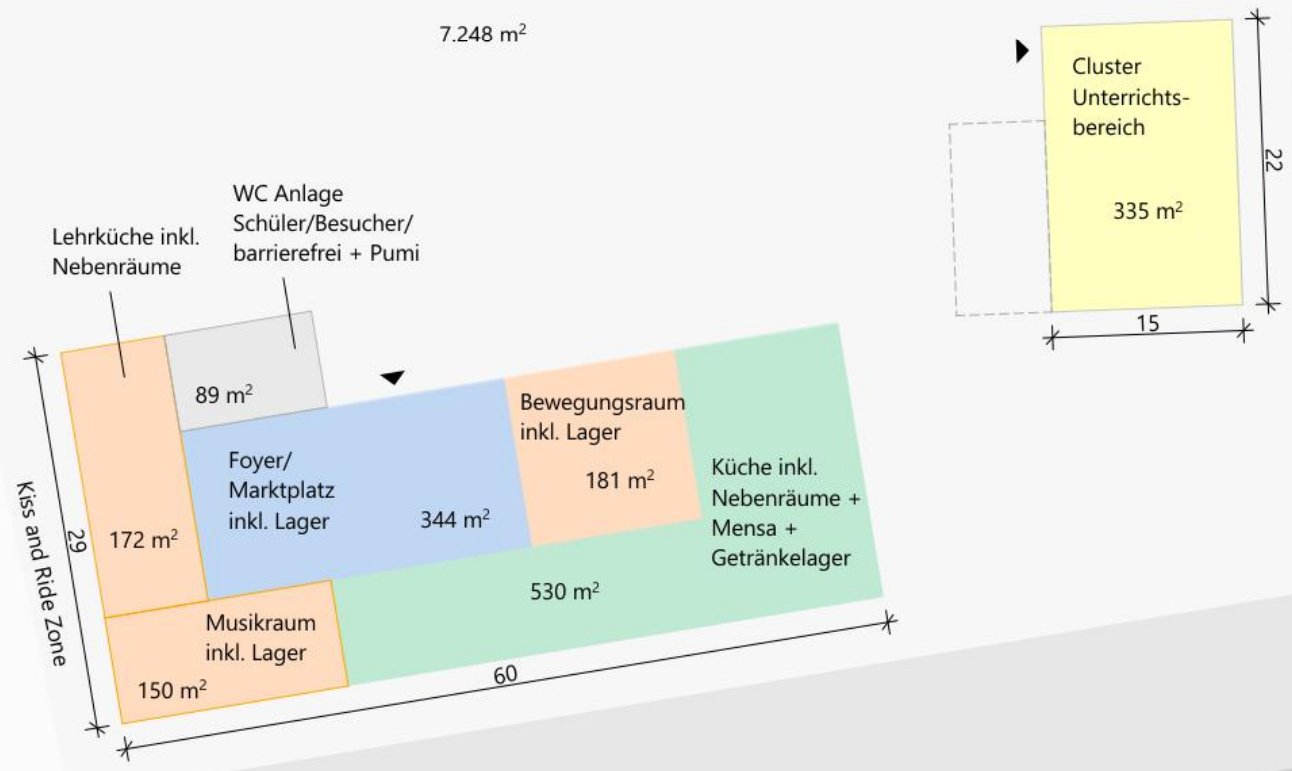 7.248 m²
Cluster
Unterrichts-
bereich
335 m²
22
15
WC Anlage
Schüler/Besucher/
barrierefrei + Pumi
Lehrküche inkl.
Nebenräume
89 m²
Bewegungsraum
inkl. Lager
181 m²
Foyer/
Marktplatz
inkl. Lager
344 m²
Küche inkl.
Nebenräume +
Mensa +
Getränkelager
530 m²
172 m²
29
Kiss and Ride Zone
Musikraum
inkl. Lager
150 m²
60